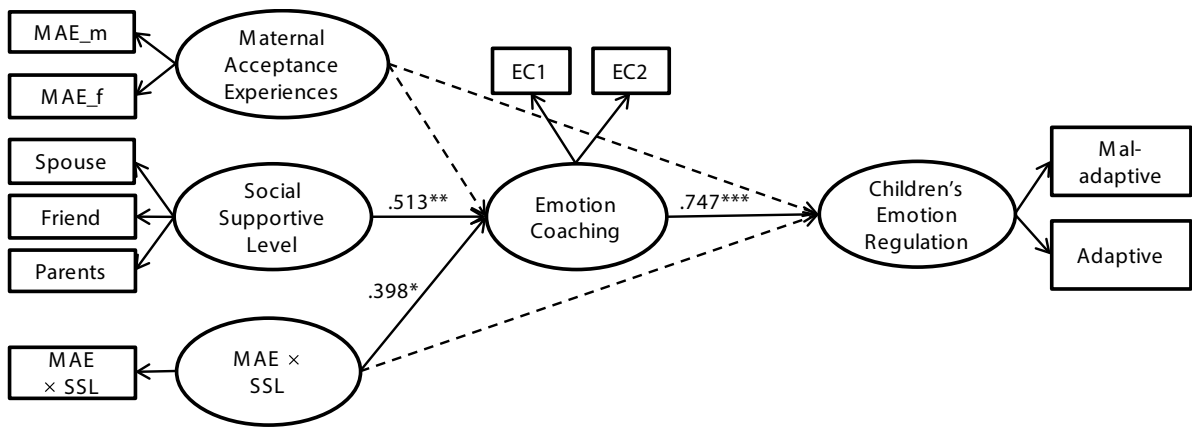 MAE_m
MAE_f
Maternal
Acceptance
Experiences
EC1
EC2
Spouse
Friend
Parents
Social
Supportive
Level
.513**
Emotion
Coaching
.747***
Children's
Emotion
Regulation
Mal-
adaptive
Adaptive
.398*
MAE
× SSL
MAE ×
SSL